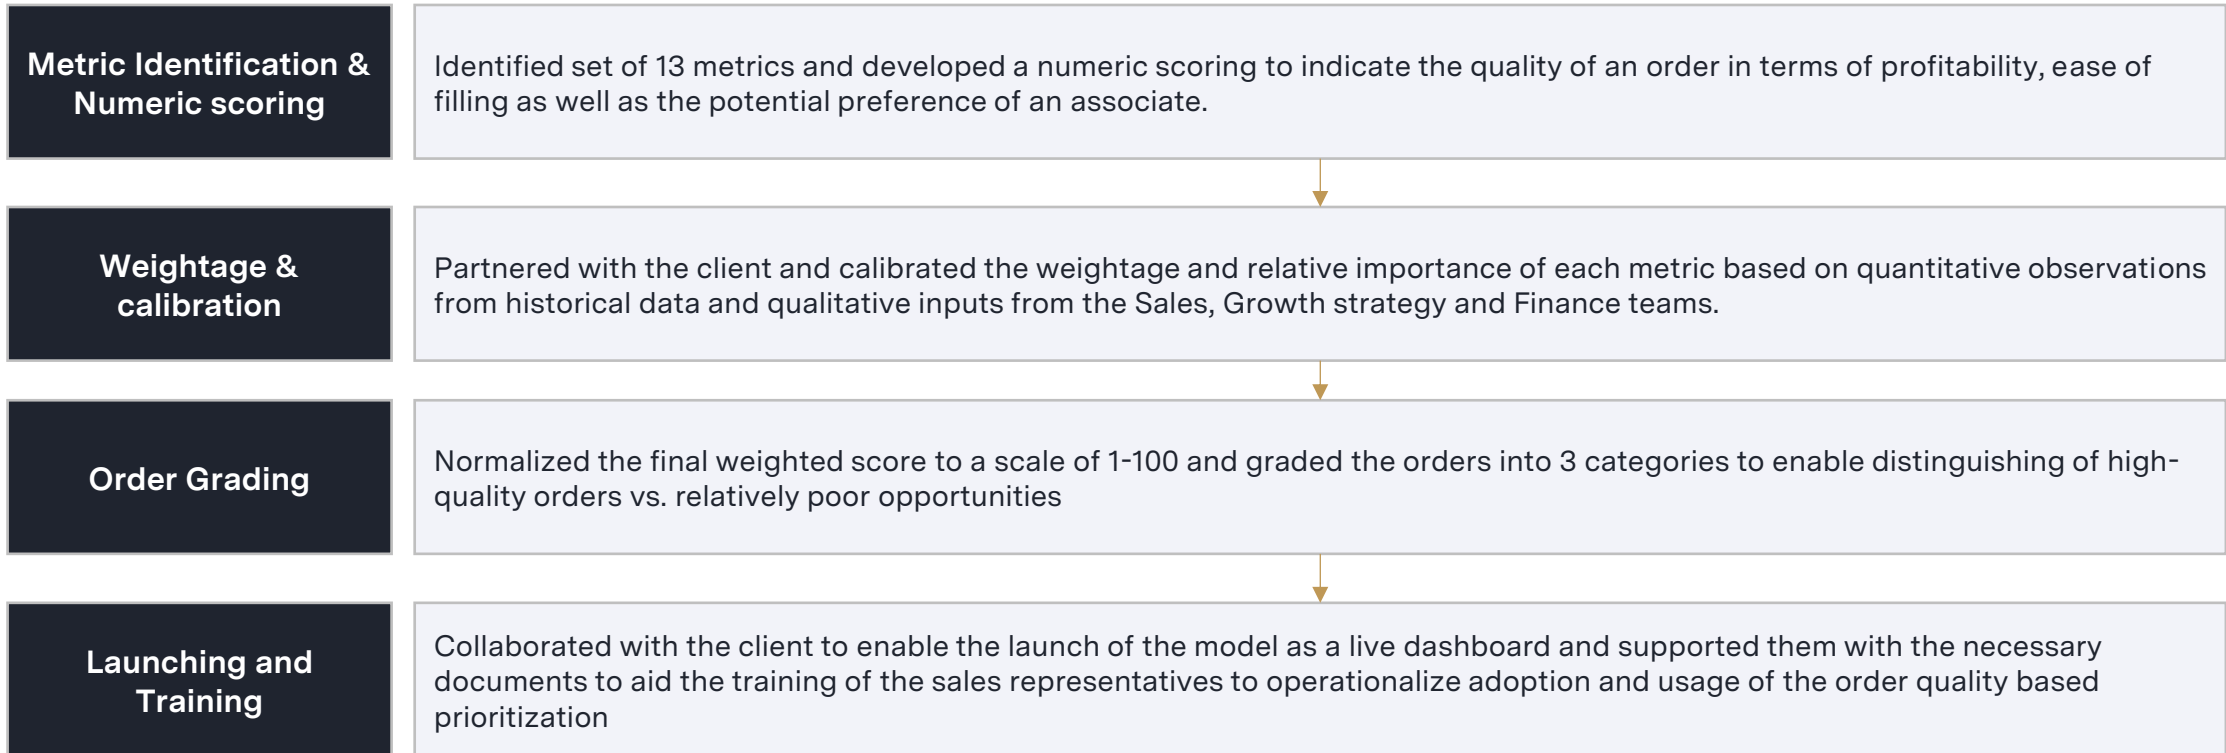 Metric Identification &
Numeric scoring
Identified set of 13 metrics and developed a numeric scoring to indicate the quality of an order in terms of profitability, ease of
filling as well as the potential preference of an associate.
Weightage &
calibration
Partnered with the client and calibrated the weightage and relative importance of each metric based on quantitative observations
from historical data and qualitative inputs from the Sales, Growth strategy and Finance teams.
Order Grading
Normalized the final weighted score to a scale of 1-100 and graded the orders into 3 categories to enable distinguishing of high-
quality orders vs. relatively poor opportunities
Launching and
Training
Collaborated with the client to enable the launch of the model as a live dashboard and supported them with the necessary
documents to aid the training of the sales representatives to operationalize adoption and usage of the order quality based
prioritization